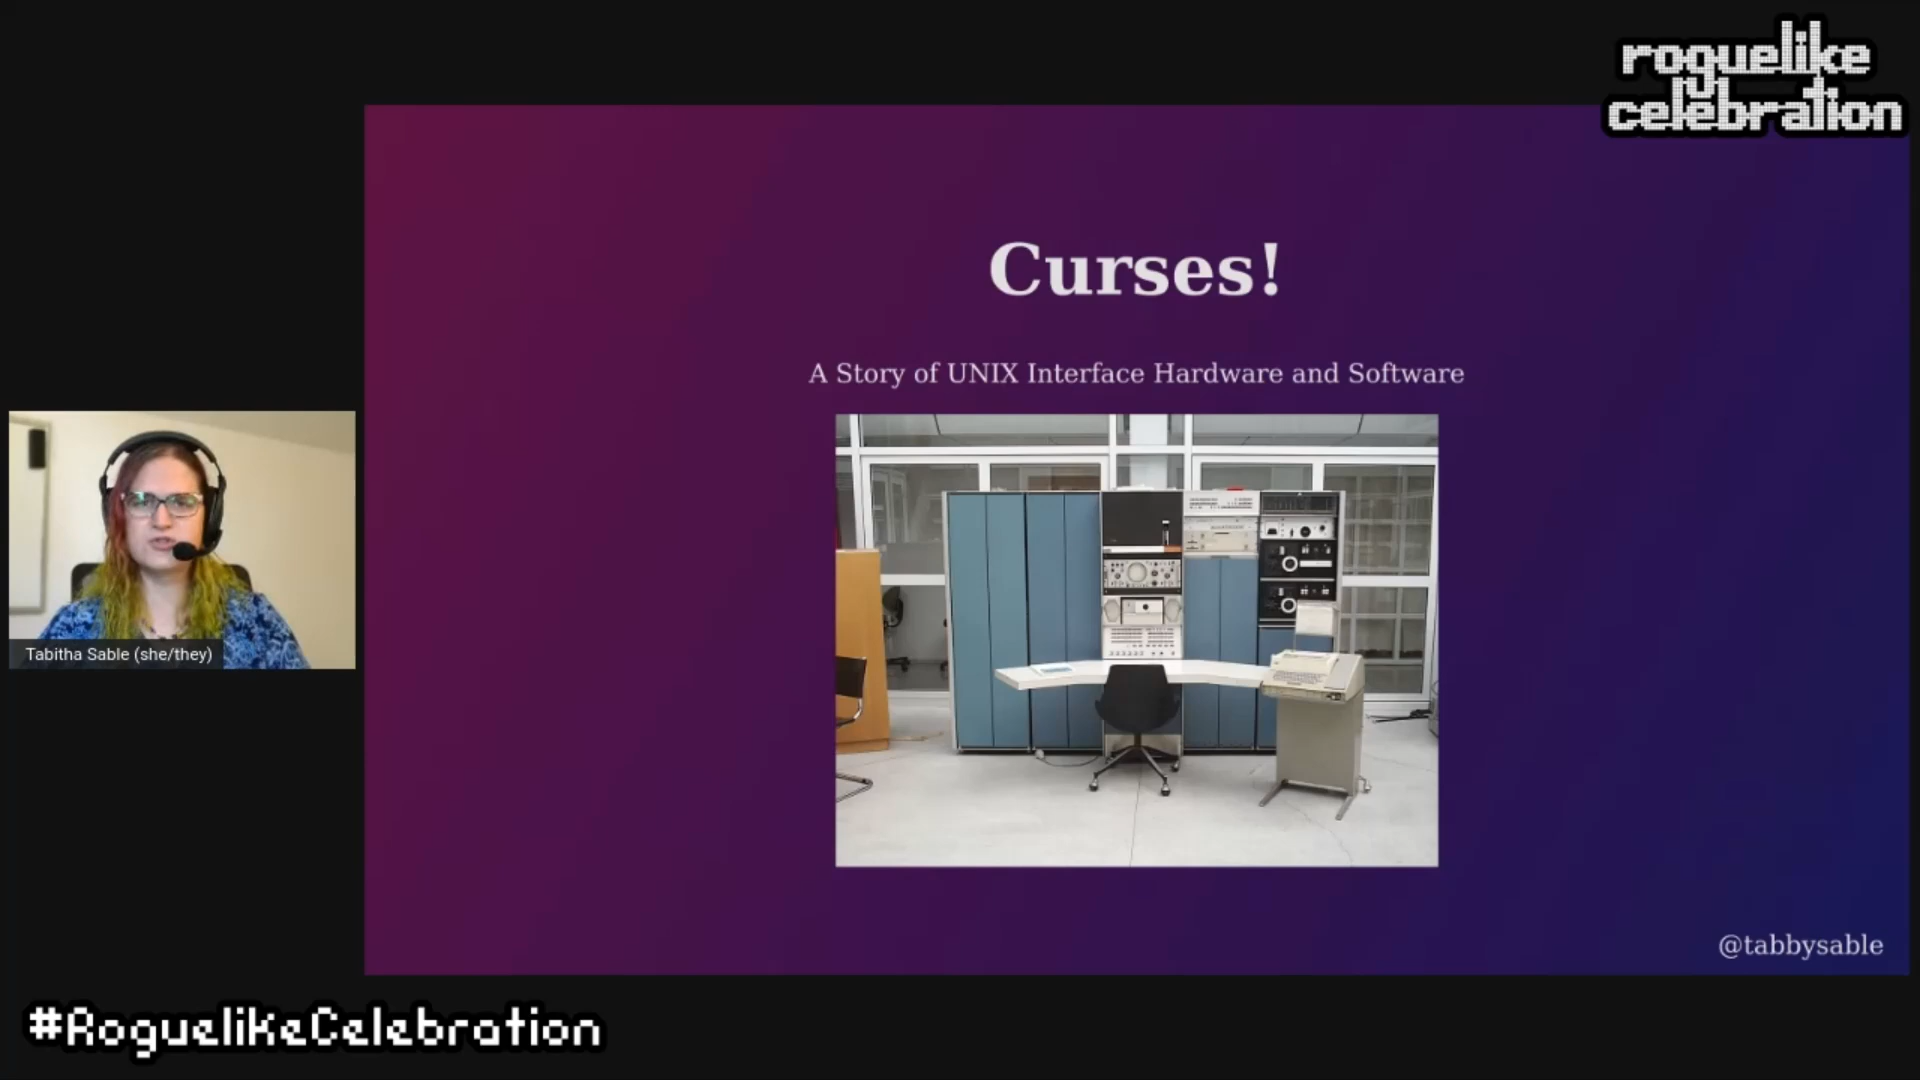 roguelike
celebration
Curses!
A Story of UNIX Interface Hardware and Software
Tabitha Sable (she/they)
@tabbysable
#RoguelikeCelebration